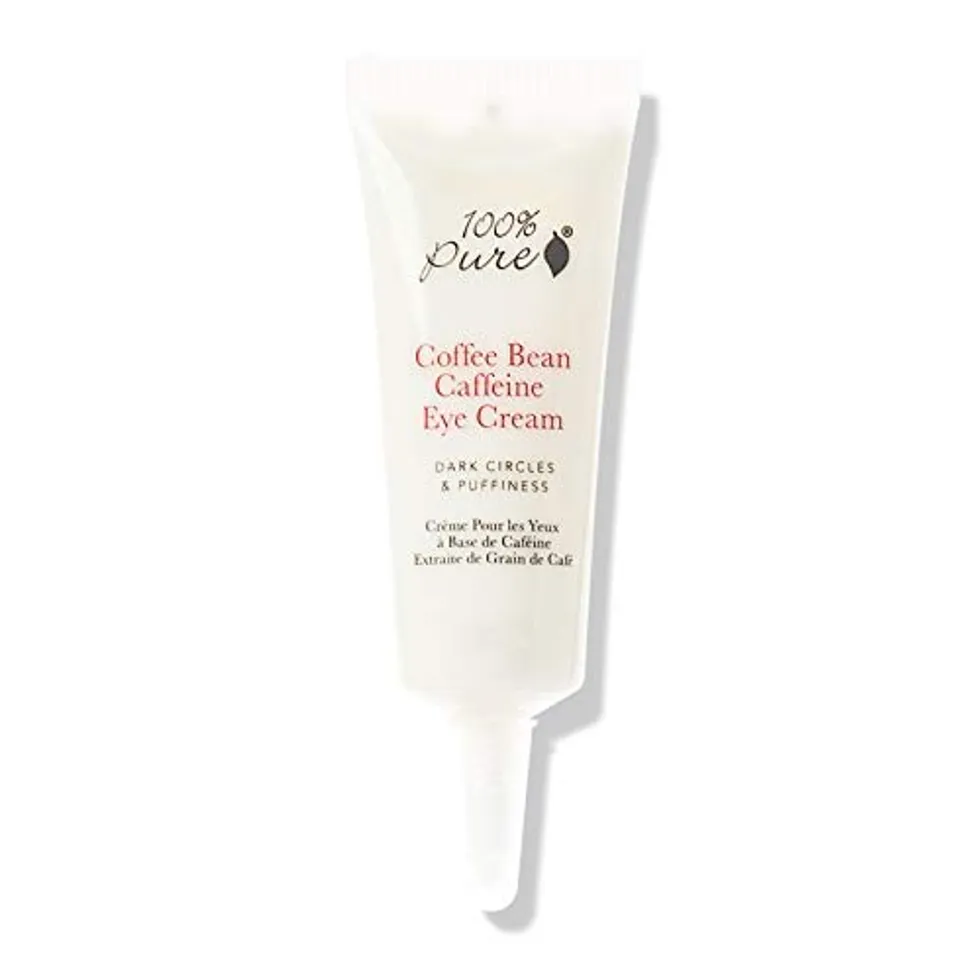 100%
Pure®
Coffee Bean
Caffeine
Eye Cream
DARK CIRCLES
& PUFFINESS
Crème Pour les Yeux
à Base de Caféine
Extraite de Grain de Café